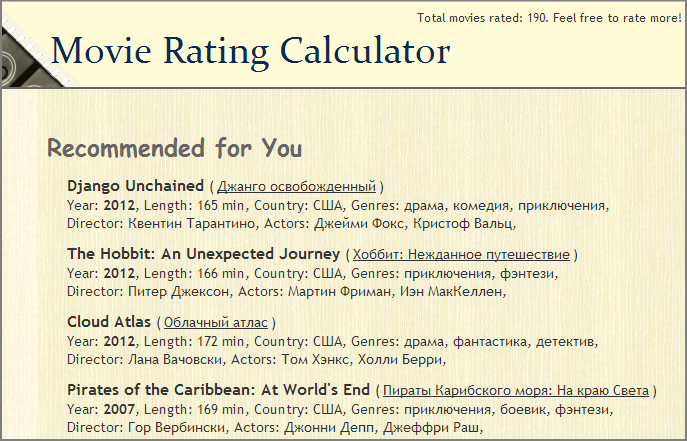 Total movies rated: 190. Feel free to rate more!
Movie Rating Calculator
Recommended for You
Django Unchained ( Джанго освобожденный )
Year: 2012, Length: 165 min, Country: США, Genres: драма, комедия, приключения,
Director: Квентин Тарантино, Actors: Джейми Фокс, Кристоф Вальц,
The Hobbit: An Unexpected Journey ( Хоббит: Нежданное путешествие )
Year: 2012, Length: 166 min, Country: США, Genres: приключения, фэнтези,
Director: Питер Джексон, Actors: Мартин Фриман, Иэн МакКеллен,
Cloud Atlas ( Облачный атлас )
Year: 2012, Length: 172 min, Country: США, Genres: драма, фантастика, детектив,
Director: Лана Вачовски, Actors: Том Хэнкс, Холли Берри,
Pirates of the Caribbean: At World's End ( Пираты Карибского моря: На краю Света )
Year: 2007, Length: 169 min, Country: США, Genres: приключения, боевик, фэнтези,
Director: Гор Вербински, Actors: Джонни Депп, Джеффри Раш,